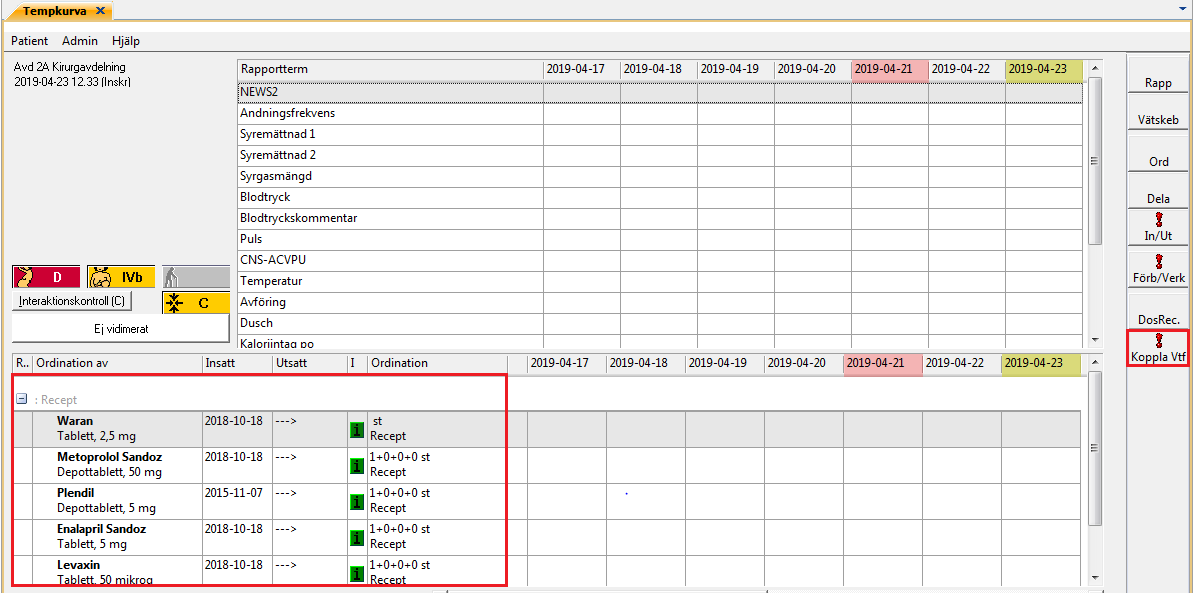 Tempkurva
Patient Admin Hjälp
Avd 2A Kirurgavdelning
2019-04-23 12.33 (Inskr)
D IVb
Interaktionskontroll (C) C
Ej vidimerat
Rapportterm 2019-04-17 2019-04-18 2019-04-19 2019-04-20 2019-04-21 2019-04-22 2019-04-23
NEWS2
Andningsfrekvens
Syremättnad 1
Syremättnad 2
Syrgasmängd
Blodtryck
Blodtryckskommentar
Puls
CNS-ACVPU
Temperatur
Avföring
Dusch
Kaloriintag po
Rapp
Vätskeb
Ord
Dela
In/Ut
Förb/Verk
DosRec.
Koppla Vtf
R.. Ordination av Insatt Utsatt I Ordination 2019-04-17 2019-04-18 2019-04-19 2019-04-20 2019-04-21 2019-04-22 2019-04-23
: Recept
Waran 2018-10-18 ---> i st
Tablett, 2,5 mg Recept
Metoprolol Sandoz 2018-10-18 ---> i 1+0+0+0 st
Depottablett, 50 mg Recept
Plendil 2015-11-07 ---> i 1+0+0+0 st
Depottablett, 5 mg Recept
Enalapril Sandoz 2018-10-18 ---> i 1+0+0+0 st
Tablett, 5 mg Recept
Levaxin 2018-10-18 ---> i 1+0+0+0 st
Tablett, 50 mikrog Recept